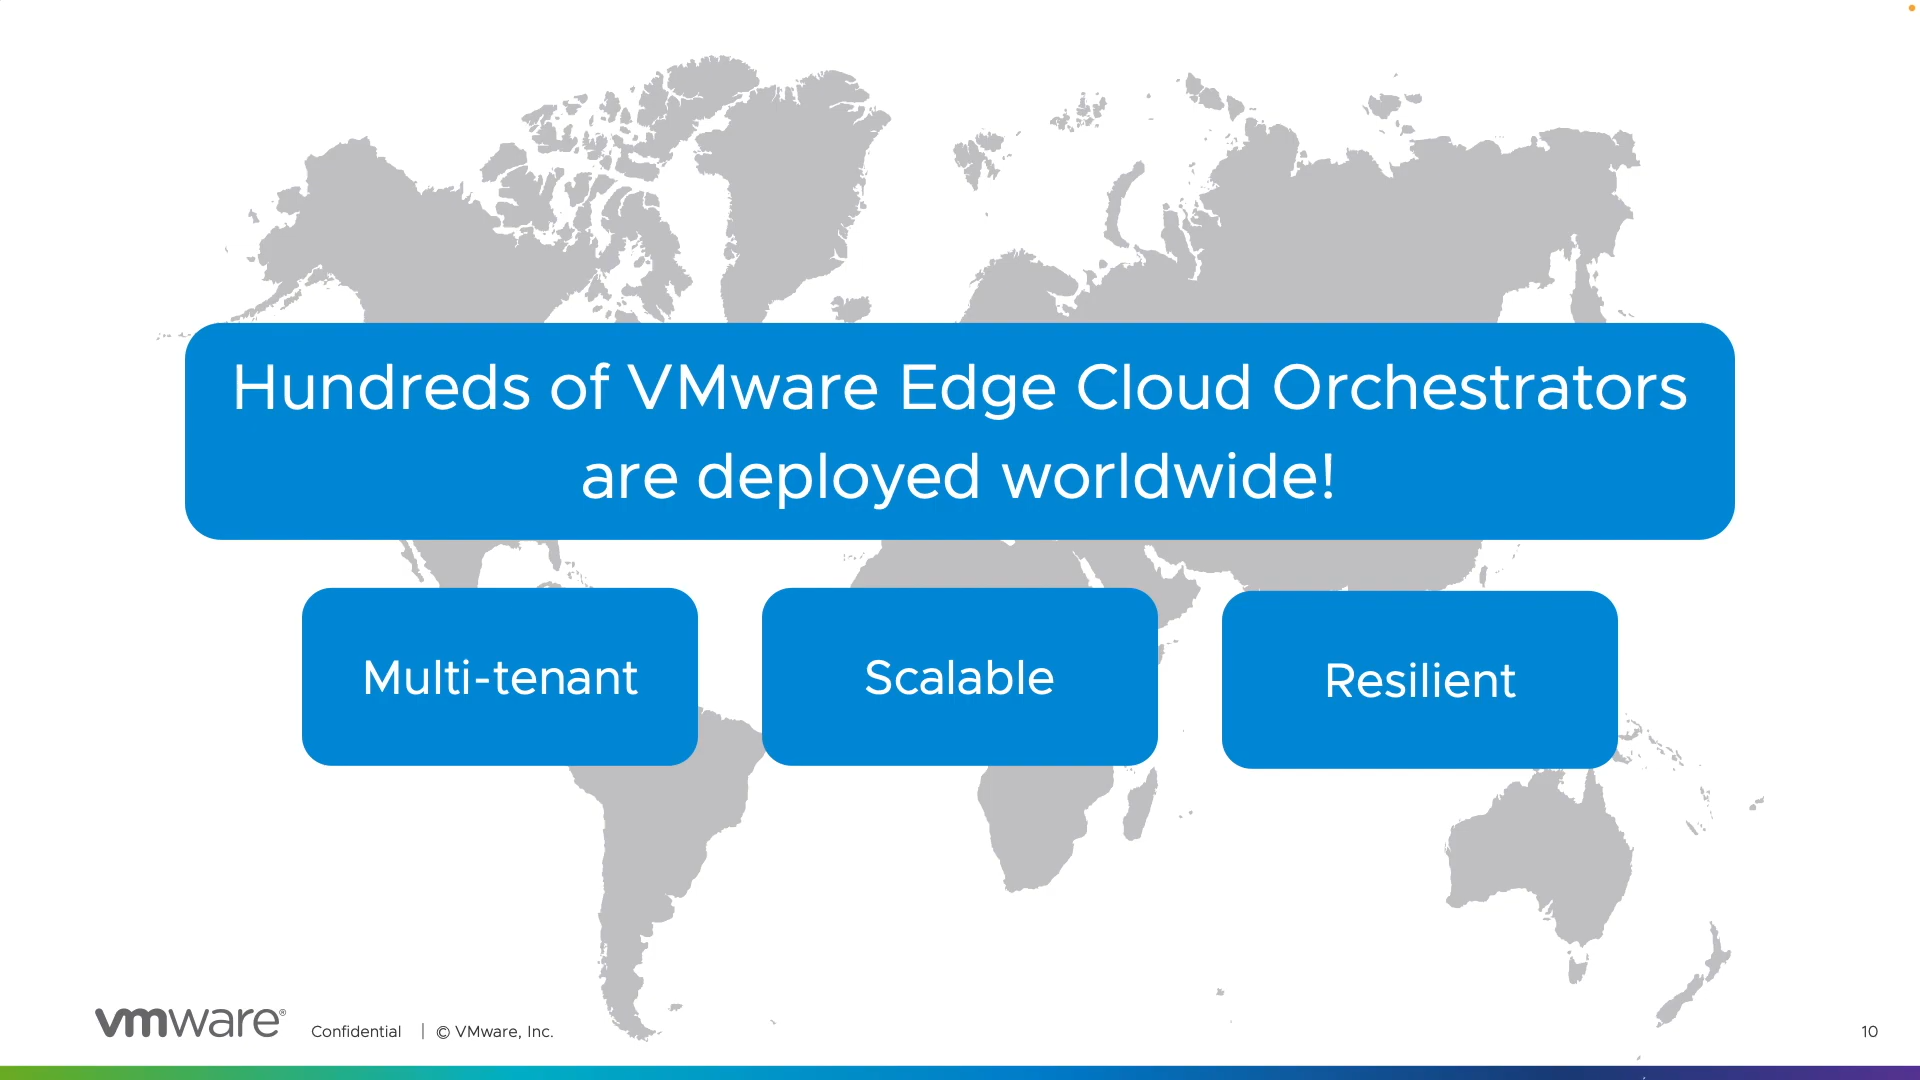 Hundreds of VMware Edge Cloud Orchestrators
are deployed worldwide!
Multi-tenant
Scalable
Resilient
vmware®
Confidential | © VMware, Inc.
10